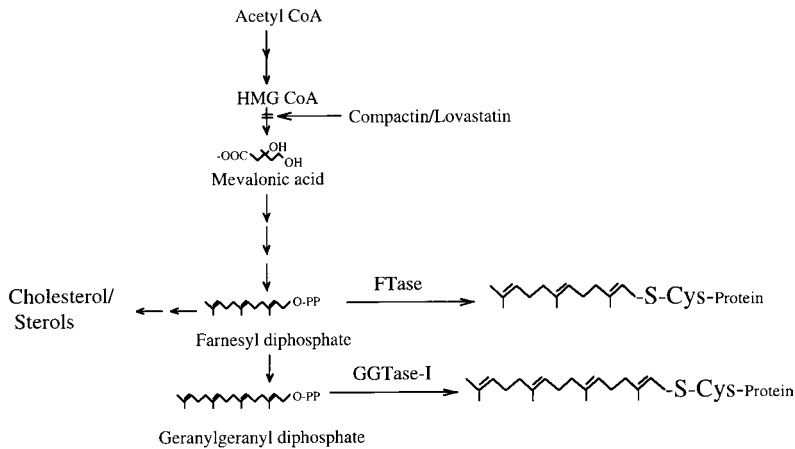 Acetyl CoA
HMG CoA
Compactin/Lovastatin
-OOC OH
OH
Mevalonic acid
Cholesterol/
Sterols
O-PP
FTase
-S-Cys-Protein
Farnesyl diphosphate
GGTase-I
O-PP
-S-Cys-Protein
Geranylgeranyl diphosphate